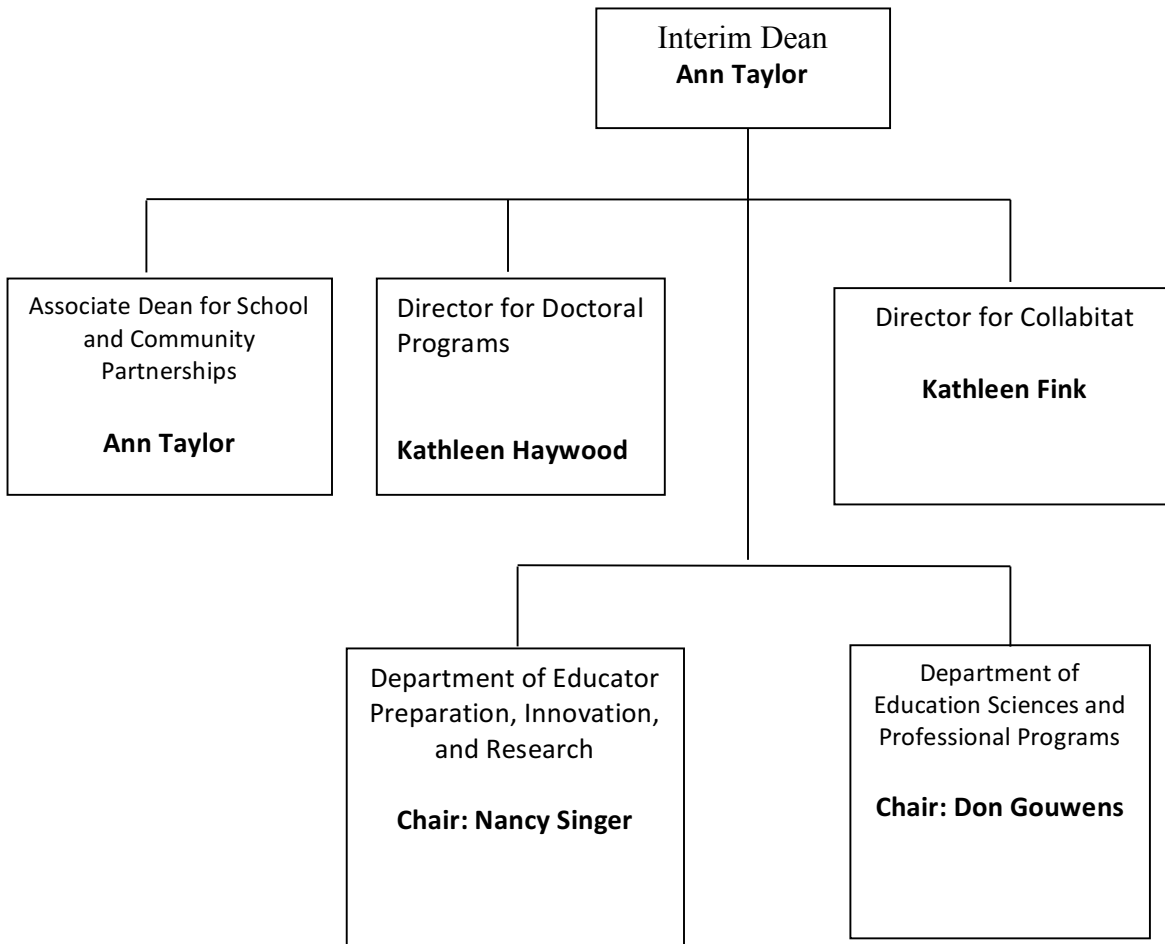 Interim Dean
Ann Taylor
Associate Dean for School
and Community
Partnerships
Ann Taylor
Director for Doctoral
Programs
Kathleen Haywood
Director for Collabitat
Kathleen Fink
Department of Educator
Preparation, Innovation,
and Research
Chair: Nancy Singer
Department of
Education Sciences and
Professional Programs
Chair: Don Gouwens